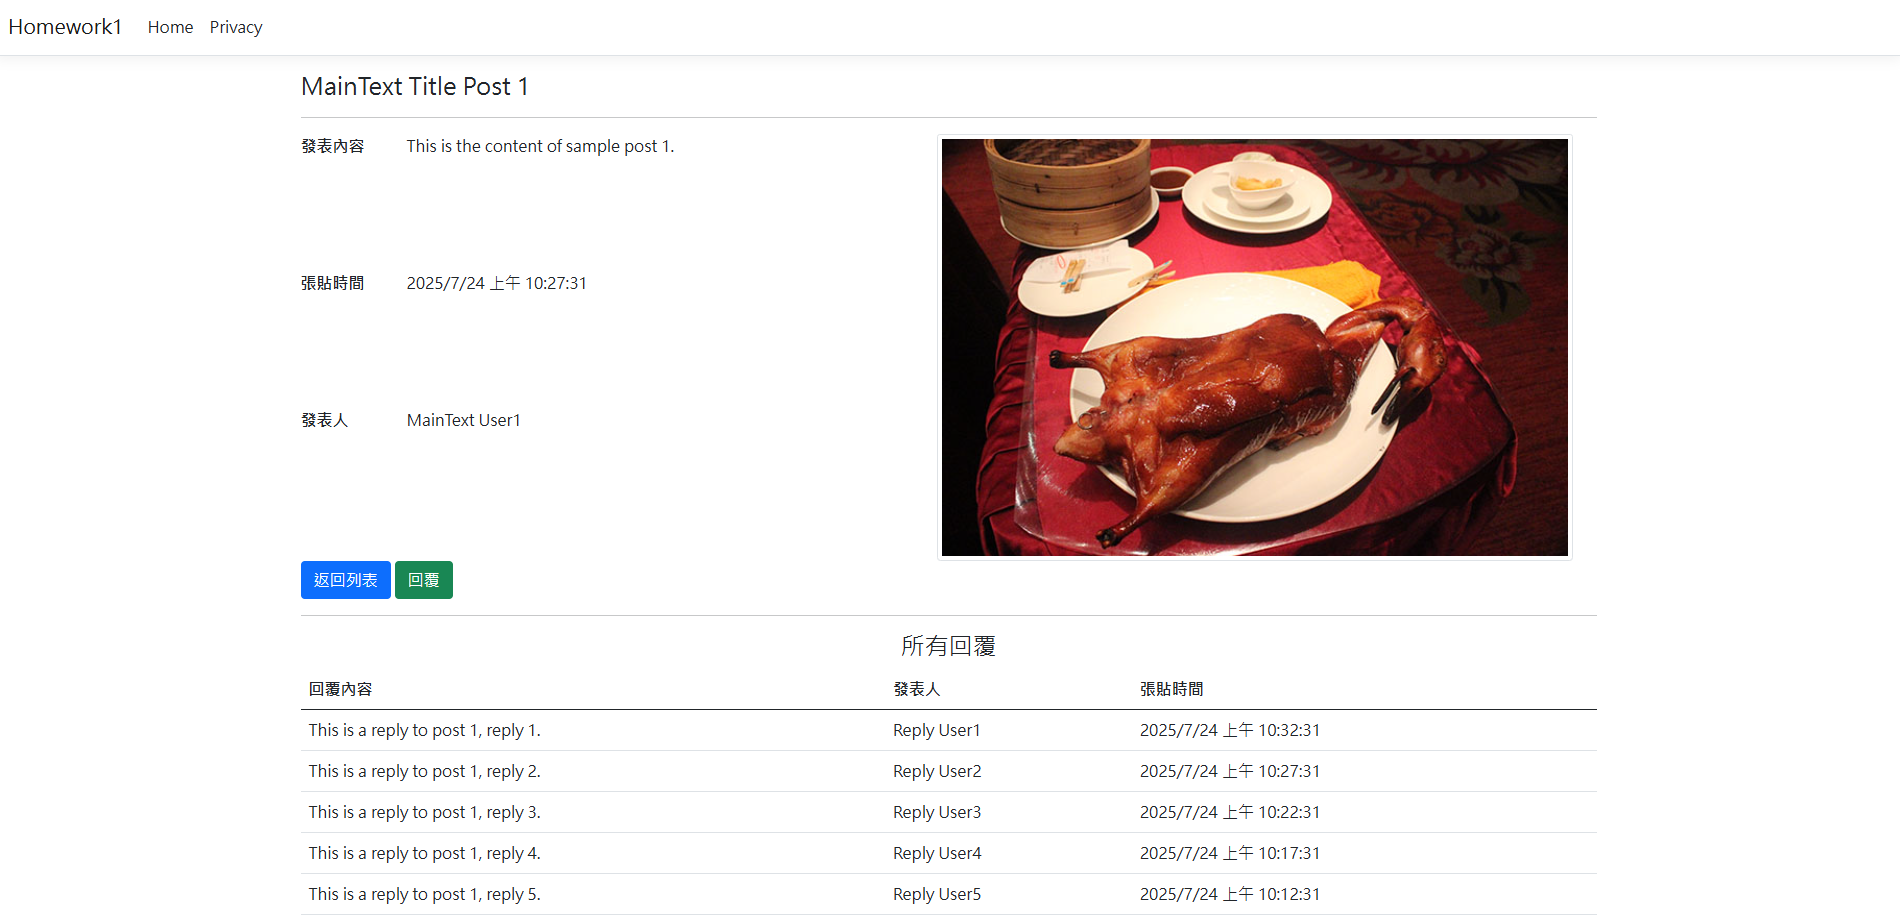 Homework1 Home Privacy
MainText Title Post 1
發表內容 This is the content of sample post 1.
張貼時間 2025/7/24 上午 10:27:31
發表人 MainText User1
返回列表 回覆
所有回覆
回覆內容 發表人 張貼時間
This is a reply to post 1, reply 1. Reply User1 2025/7/24 上午 10:32:31
This is a reply to post 1, reply 2. Reply User2 2025/7/24 上午 10:27:31
This is a reply to post 1, reply 3. Reply User3 2025/7/24 上午 10:22:31
This is a reply to post 1, reply 4. Reply User4 2025/7/24 上午 10:17:31
This is a reply to post 1, reply 5. Reply User5 2025/7/24 上午 10:12:31